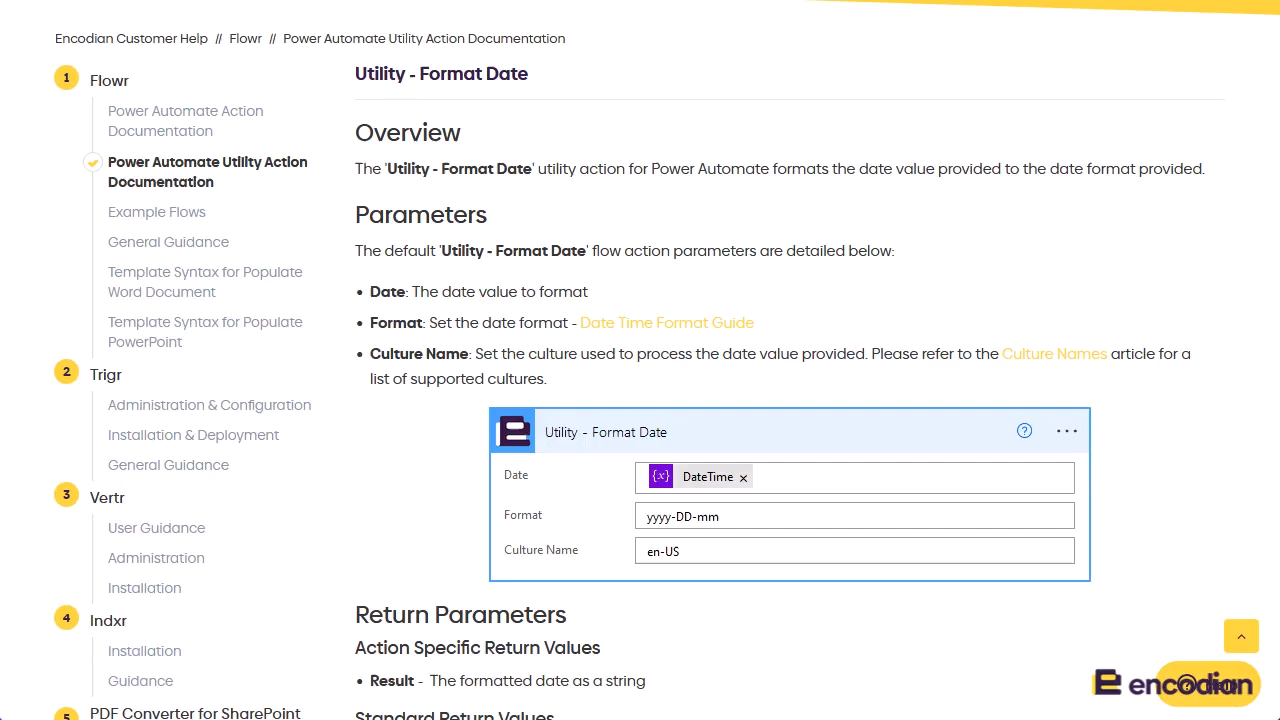 Encodian Customer Help // Flowr // Power Automate Utility Action Documentation
1 Flowr
Power Automate Action
Documentation
Power Automate Utility Action
Documentation
Example Flows
General Guidance
Template Syntax for Populate
Word Document
Template Syntax for Populate
PowerPoint
2 Trigr
Administration & Configuration
Installation & Deployment
General Guidance
3 Vertr
User Guidance
Administration
Installation
4 Indxr
Installation
Guidance
5 PDF Converter for SharePoint
Utility - Format Date
Overview
The 'Utility - Format Date' utility action for Power Automate formats the date value provided to the date format provided.
Parameters
The default 'Utility - Format Date' flow action parameters are detailed below:
• Date: The date value to format
• Format: Set the date format - Date Time Format Guide
• Culture Name: Set the culture used to process the date value provided. Please refer to the Culture Names article for a
list of supported cultures.
Utility - Format Date ? ...
Date {x} DateTime ×
Format yyyy-DD-mm
Culture Name en-US
Return Parameters
Action Specific Return Values
• Result - The formatted date as a string
Standard Return Values
encodian